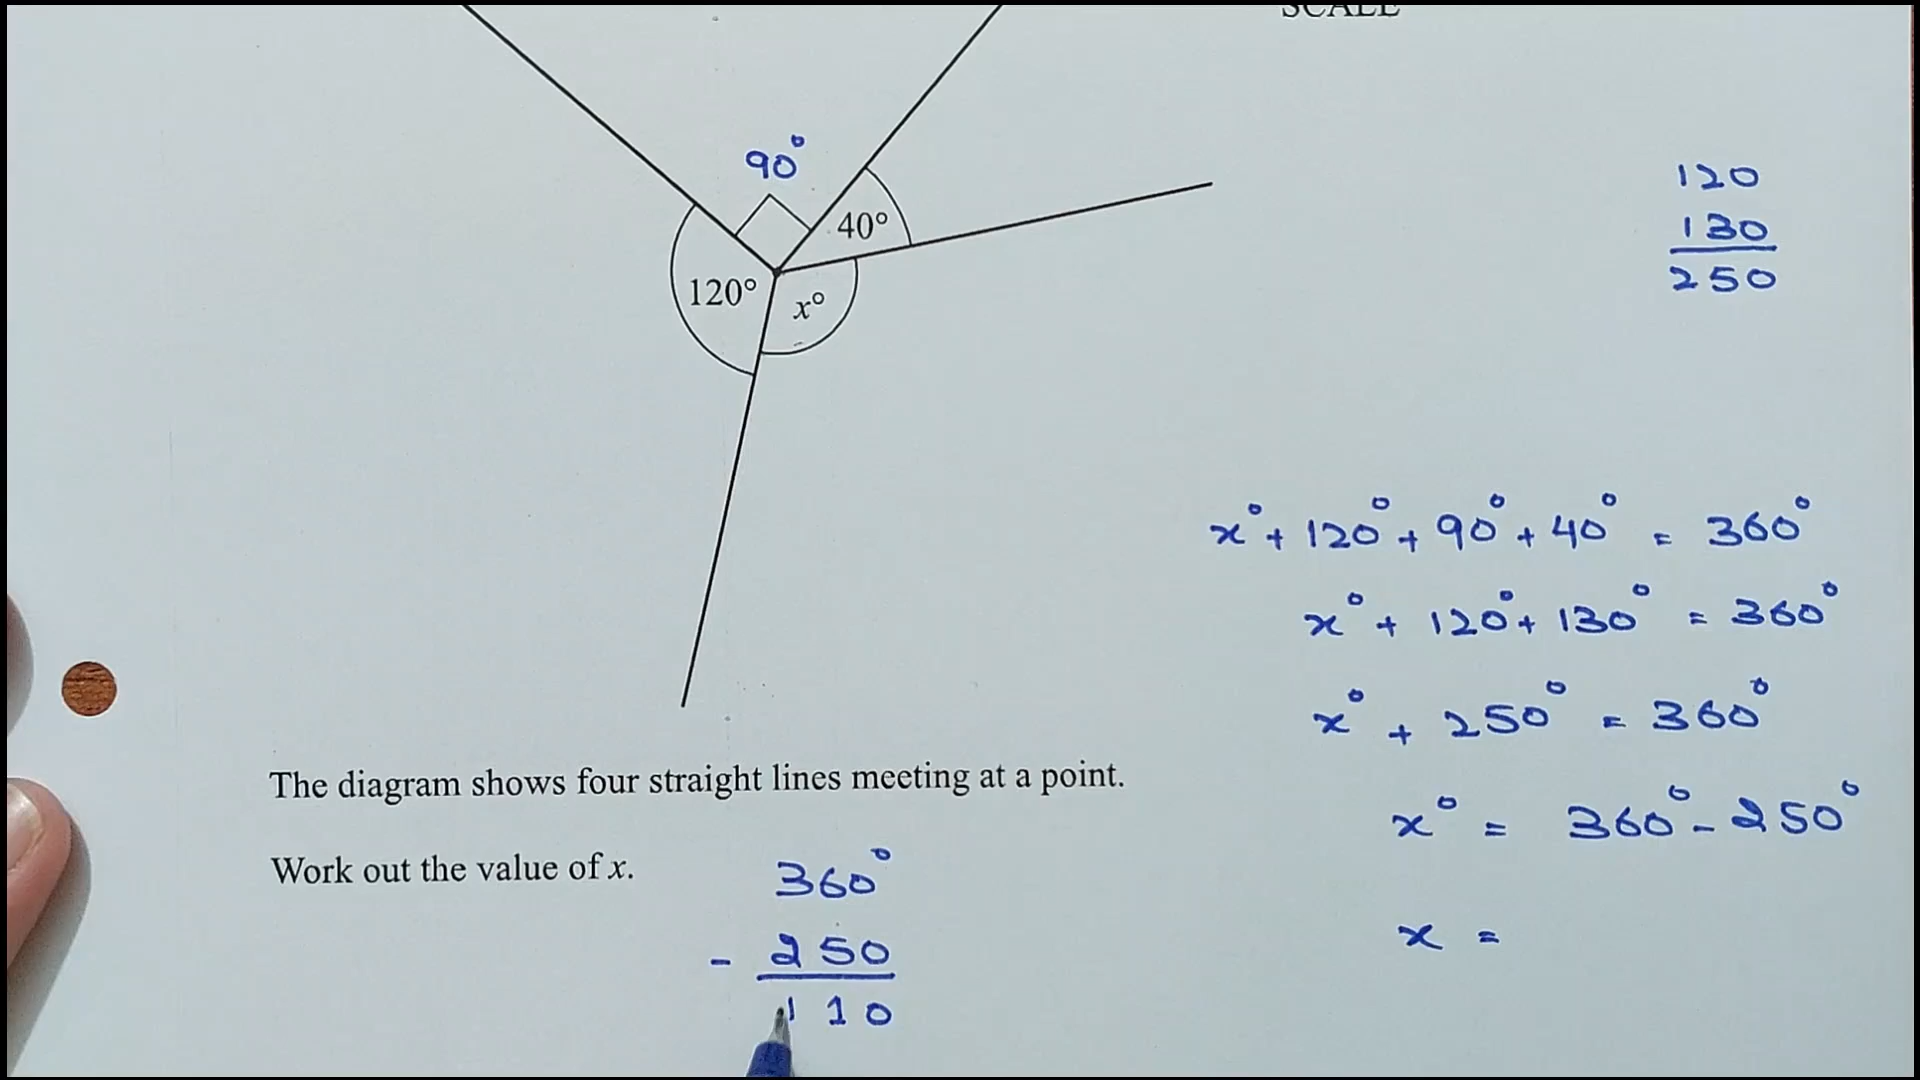 SCALE
90°
40°
120°
x°
120
130
250
x° + 120° + 90° + 40° = 360°
x° + 120° + 130° = 360°
x° + 250° = 360°
x° = 360° - 250°
x =
The diagram shows four straight lines meeting at a point.
Work out the value of x.
360°
- 250
110